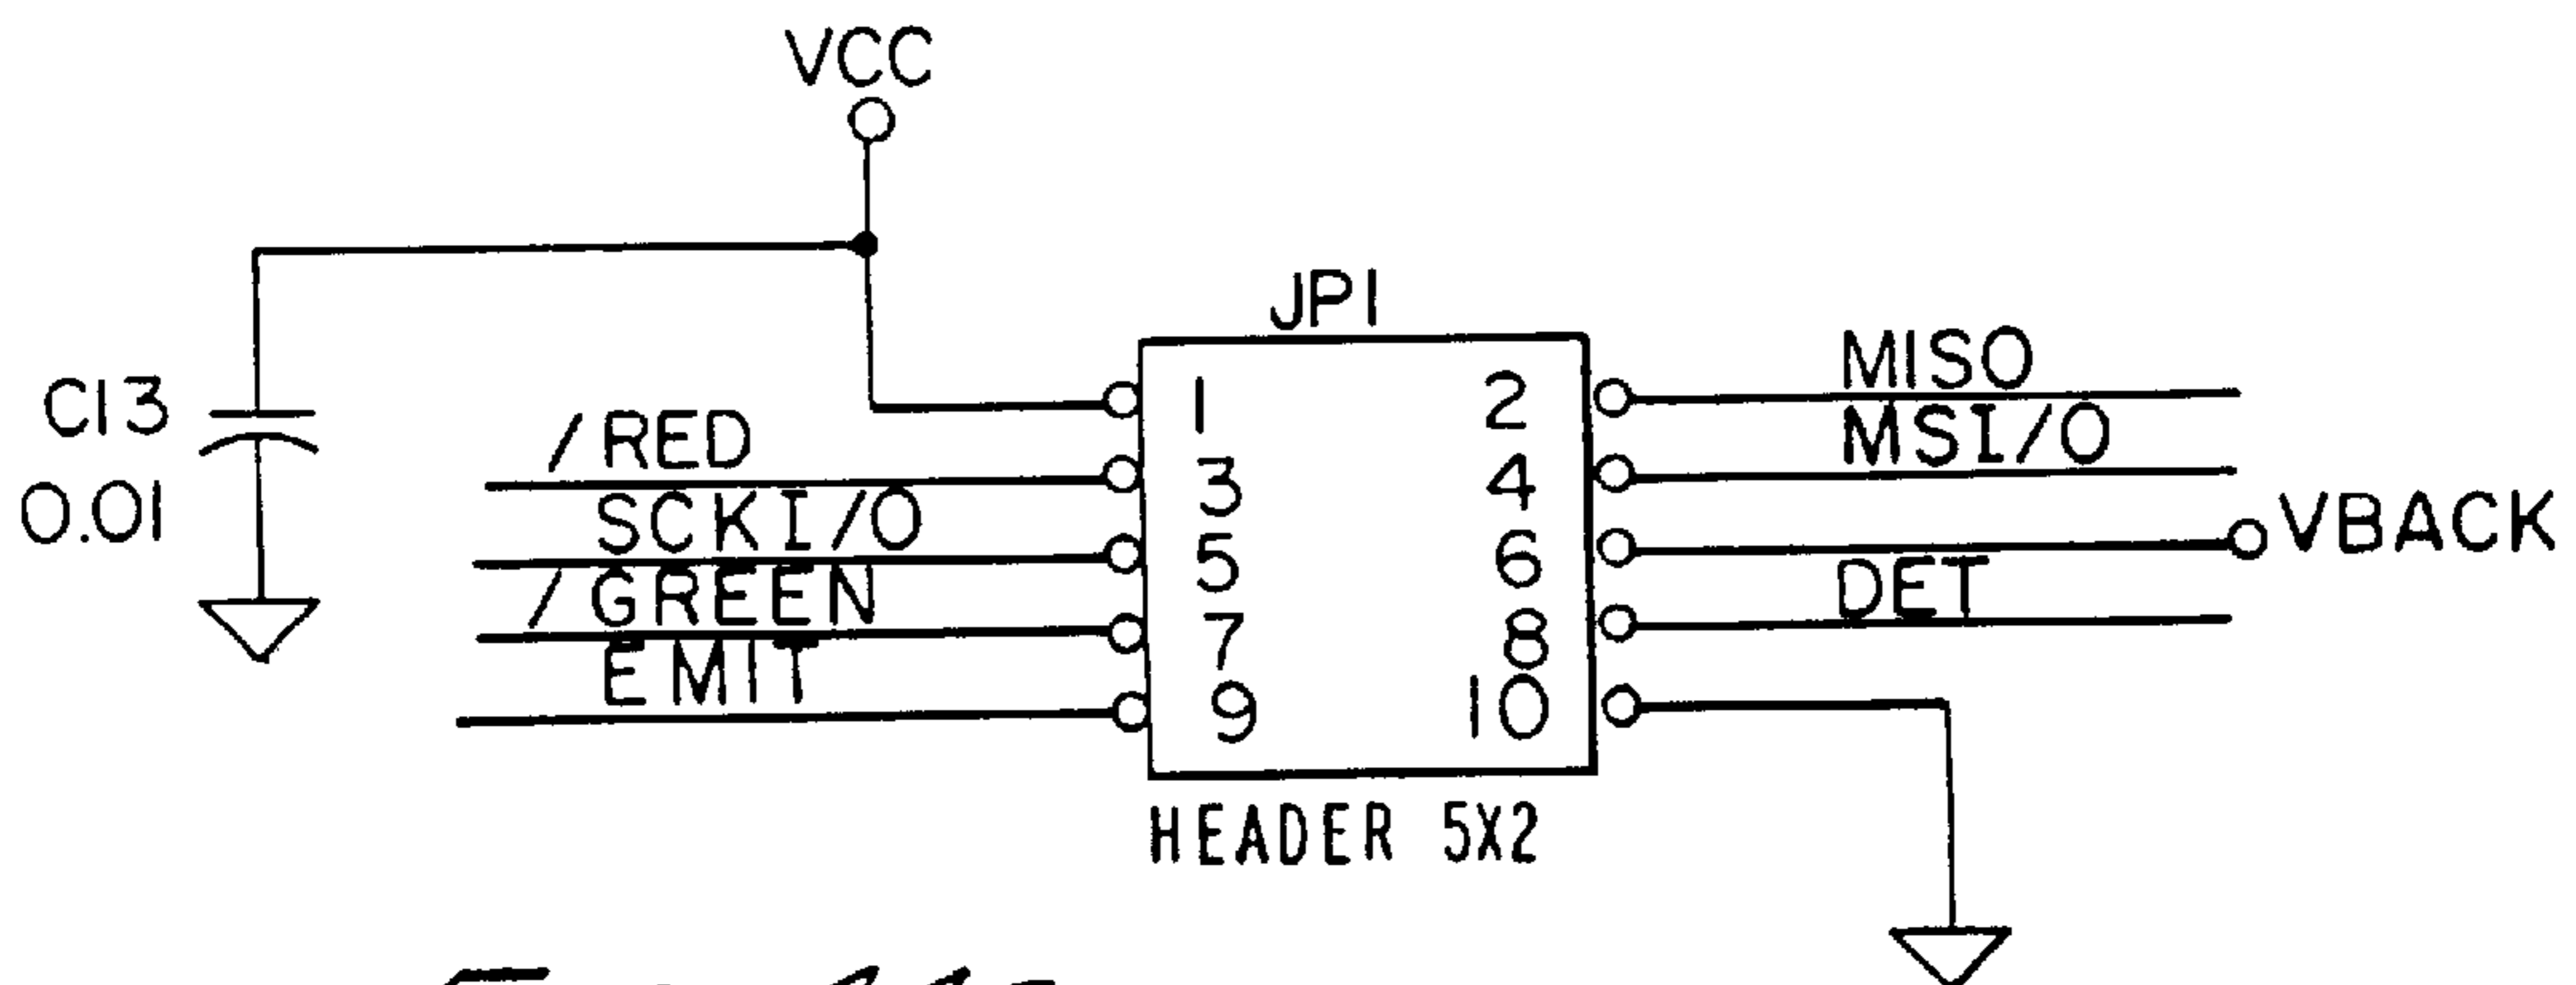 VCC
JP1
C13
0.01
/RED
SCKI/O
/GREEN
EMIT
1 2
3 4
5 6
7 8
9 10
MISO
MSI/O
VBACK
DET
HEADER 5X2